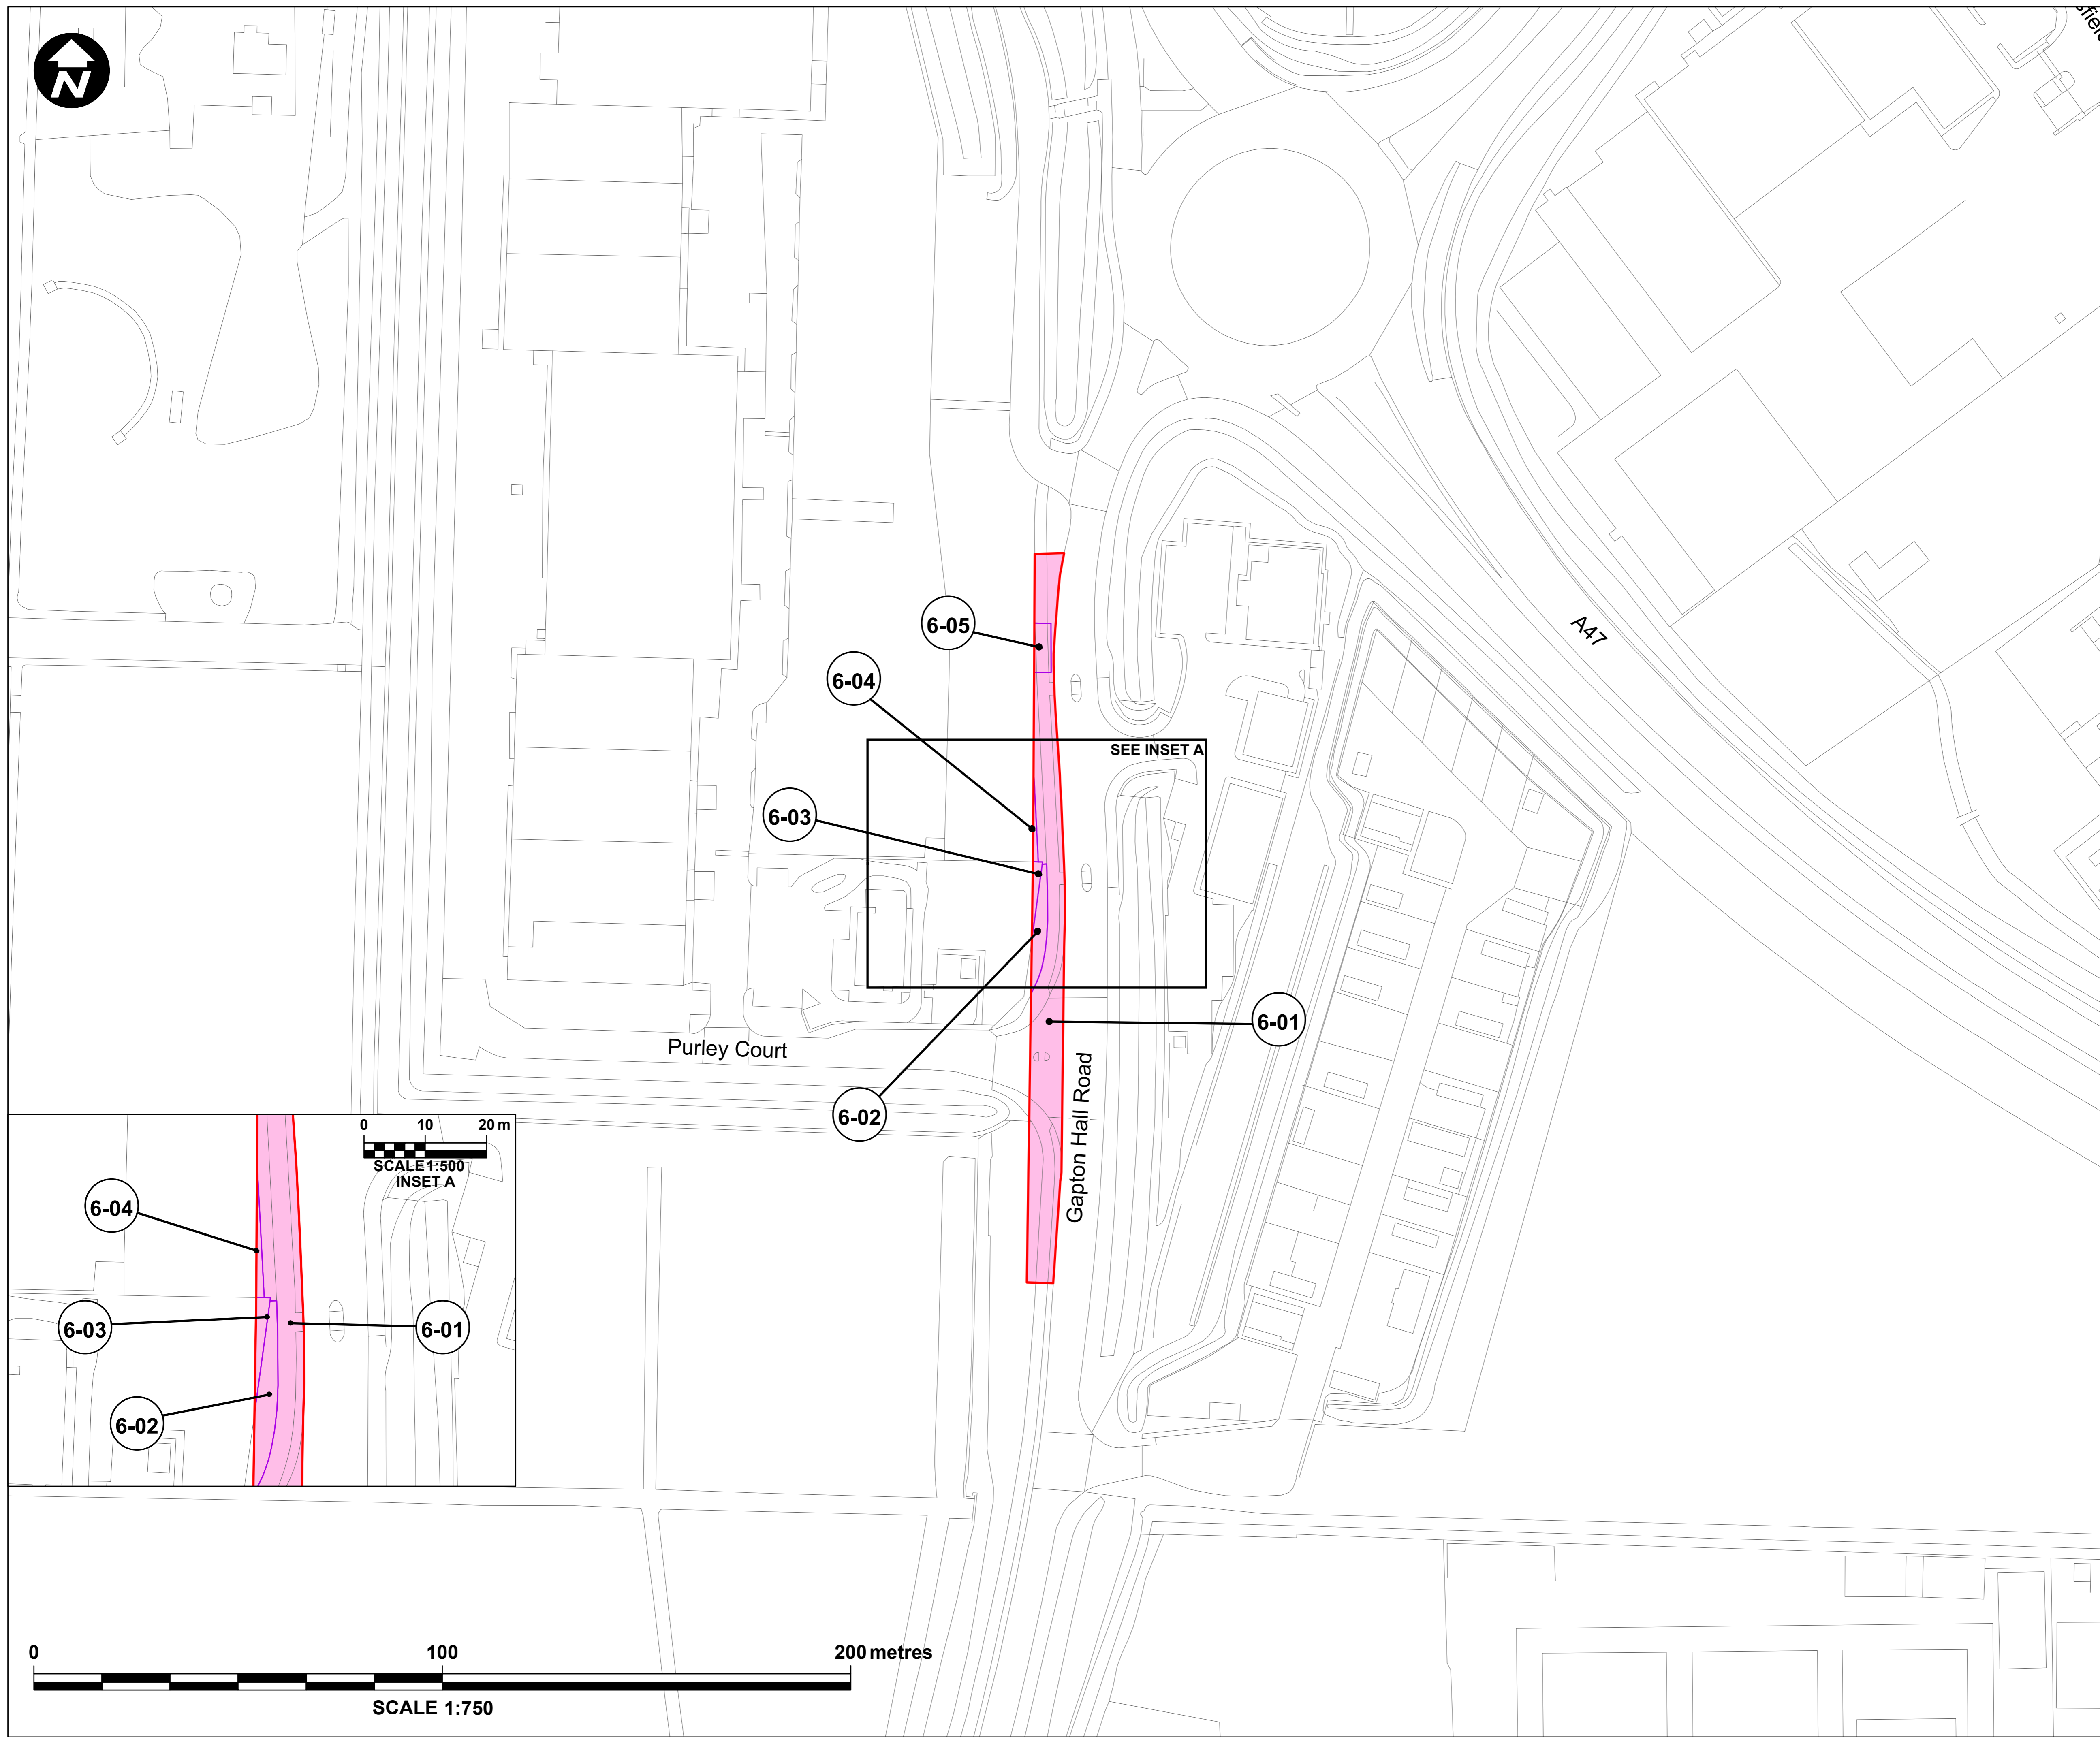 N
A47
6-05
6-04
SEE INSET A
6-03
6-01
Purley Court
Gapton Hall Road
6-02
0 10 20 m
SCALE 1:500
INSET A
6-04
6-03
6-01
6-02
0 100 200 metres
SCALE 1:750